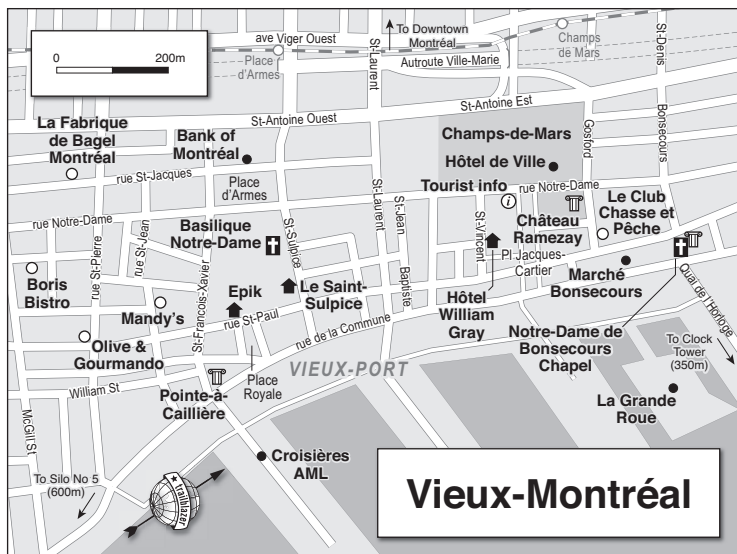 ave Viger Ouest
To Downtown
Montréal
Champs
de Mars
St-Denis
0
200m
Place
d'Armes
St-Laurent
Autoroute Ville-Marie
St-Antoine Est
St-Antoine Ouest
La Fabrique
de Bagel
Montréal
Bank of
Montréal
rue St-Jacques
Place
d'Armes
Champs-de-Mars
Hôtel de Ville
Gosford
Bonsecours
Tourist info
i
rue Notre-Dame
Le Club
Chasse et
Pêche
rue Notre-Dame
rue St-Jean
rue St-Pierre
Basilique
Notre-Dame
St-Sulpice
St-Laurent
St-Jean
Baptiste
St-Vincent
Château
Ramezay
Pl. Jacques-
Cartier
Marché
Bonsecours
Quai de l'Horloge
Boris
Bistro
Mandy's
St-François-Xavier
Epik
Le Saint-
Sulpice
rue St-Paul
rue de la Commune
Hôtel
William
Gray
Notre-Dame de
Bonsecours
Chapel
To Clock
Tower
(350m)
Olive &
Gourmando
William St
Place
Royale
VIEUX-PORT
Pointe-à-
Caillière
La Grande
Roue
McGill St
Croisières
AML
To Silo No 5
(600m)
trailblazer
Vieux-Montréal